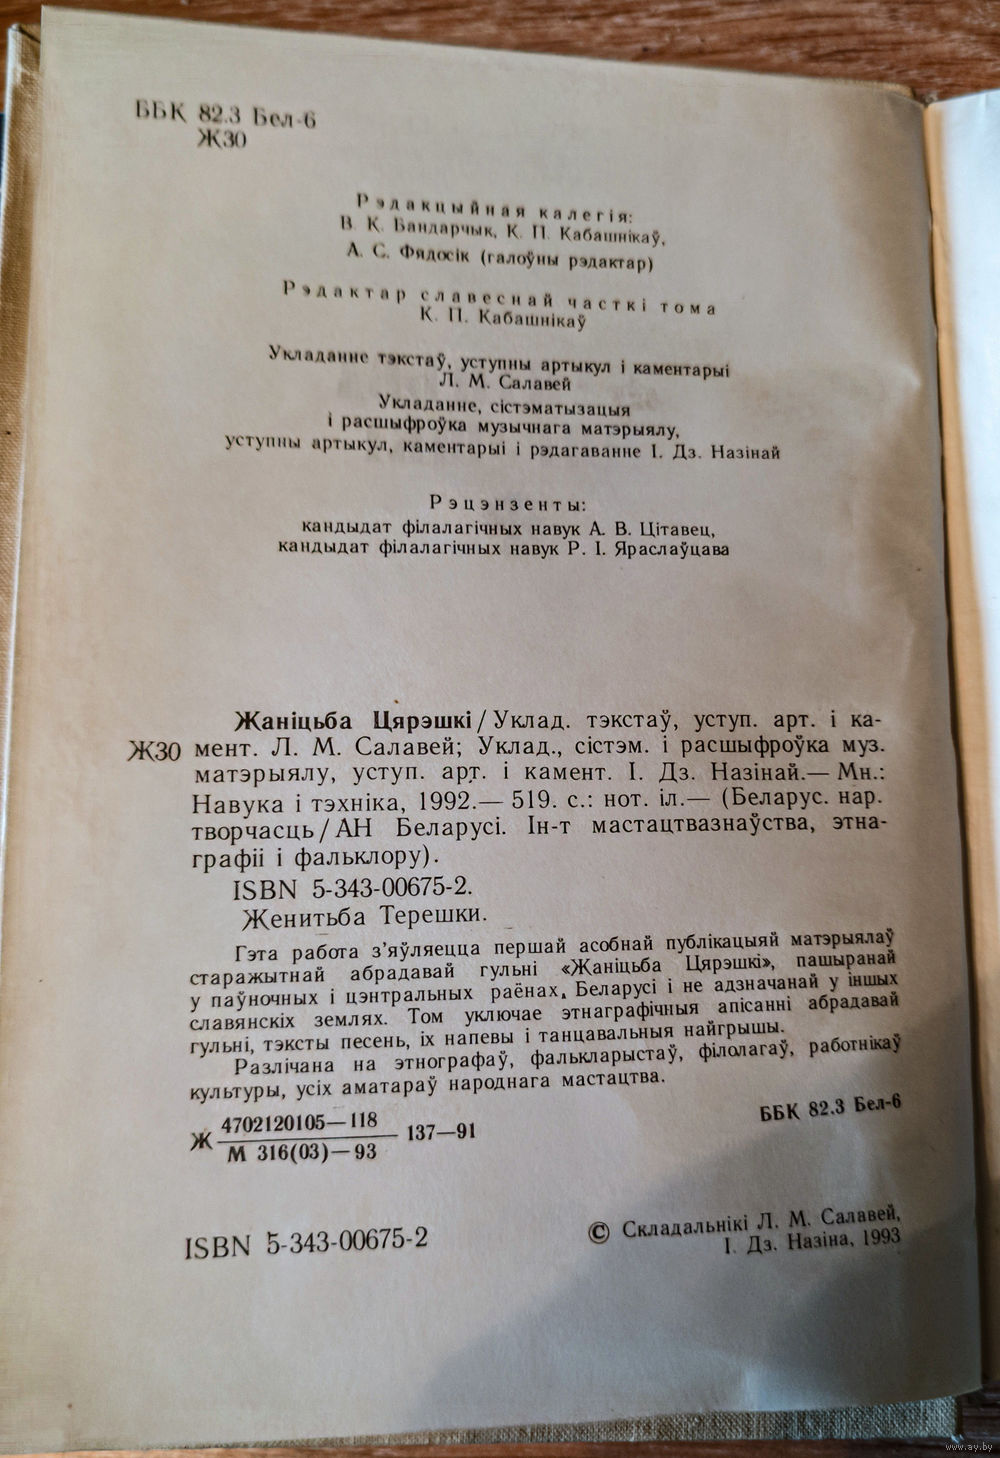 ББК 82.3 Бел-6
Ж30
Рэдакцыйная калегія:
В. К. Бандарчык, К. П. Кабашнікаў,
А. С. Фядосік (галоўны рэдактар)
Рэдактар славеснай часткі тома
К. П. Кабашнікаў
Укладанне тэкстаў, уступны артыкул і каментарыі
Л. М. Салавей
Укладанне, сістэматызацыя
і расшыфроўка музычнага матэрыялу,
уступны артыкул, каментарыі і рэдагаванне І. Дз. Назінай
Рэцэнзенты:
кандыдат філалагічных навук А. В. Цітавец,
кандыдат філалагічных навук Р. І. Яраслаўцава
Жаніцьба Цярэшкі / Уклад. тэкстаў, уступ. арт. і ка-
Ж30 мент. Л. М. Салавей; Уклад., сістэм. і расшыфроўка муз.
матэрыялу, уступ. арт. і камент. І. Дз. Назінай.— Мн.:
Навука і тэхніка, 1992.— 519. с.: нот. іл.— (Беларус. нар.
творчасць / АН Беларусі. Ін-т мастацтвазнаўства, этна-
графіі і фальклору).
ISBN 5-343-00675-2.
Женитьба Терешки.
Гэта работа з'яўляецца першай асобнай публікацыяй матэрыялаў
старажытнай абрадавай гульні «Жаніцьба Цярэшкі», пашыранай
у паўночных і цэнтральных раёнах Беларусі і не адзначанай у іншых
славянскіх землях. Том уключае этнаграфічныя апісанні абрадавай
гульні, тэксты песень, іх напевы і танцавальныя найгрышы.
Разлічана на этнографаў, фалькларыстаў, філолагаў, работнікаў
культуры, усіх аматараў народнага мастацтва.
Ж 4702120105—118 / М 316(03)—93 137—91
ББК 82.3 Бел-6
ISBN 5-343-00675-2
© Складальнікі Л. М. Салавей,
І. Дз. Назіна, 1993
www.ay.by